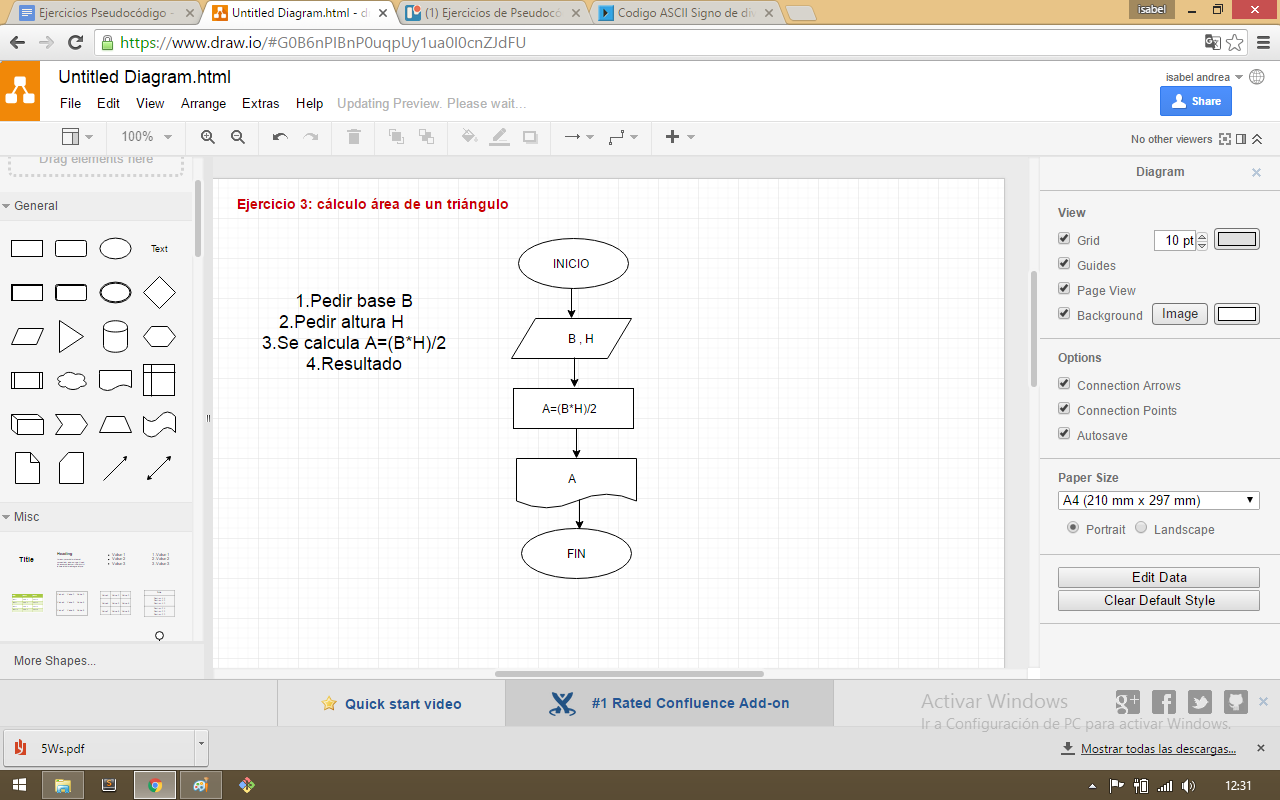 Ejercicios Pseudocódigo -
Untitled Diagram.html - d
(1) Ejercicios de Pseudocó
Codigo ASCII Signo de div
isabel
https://www.draw.io/#G0B6nPIBnP0uqpUy1ua0I0cnZJdFU
Untitled Diagram.html
isabel andrea
File Edit View Arrange Extras Help Updating Preview. Please wait...
Share
100%
No other viewers
Drag elements here
Diagram
General
Text
Ejercicio 3: cálculo área de un triángulo
INICIO
1.Pedir base B
2.Pedir altura H
3.Se calcula A=(B*H)/2
4.Resultado
B , H
A=(B*H)/2
A
FIN
View
Grid 10 pt
Guides
Page View
Background Image
Options
Connection Arrows
Connection Points
Autosave
Paper Size
A4 (210 mm x 297 mm)
Portrait Landscape
Edit Data
Clear Default Style
Misc
Title
Heading
More Shapes...
Quick start video
#1 Rated Confluence Add-on
Activar Windows
Ir a Configuración de PC para activar Windows.
5Ws.pdf
Mostrar todas las descargas...
12:31